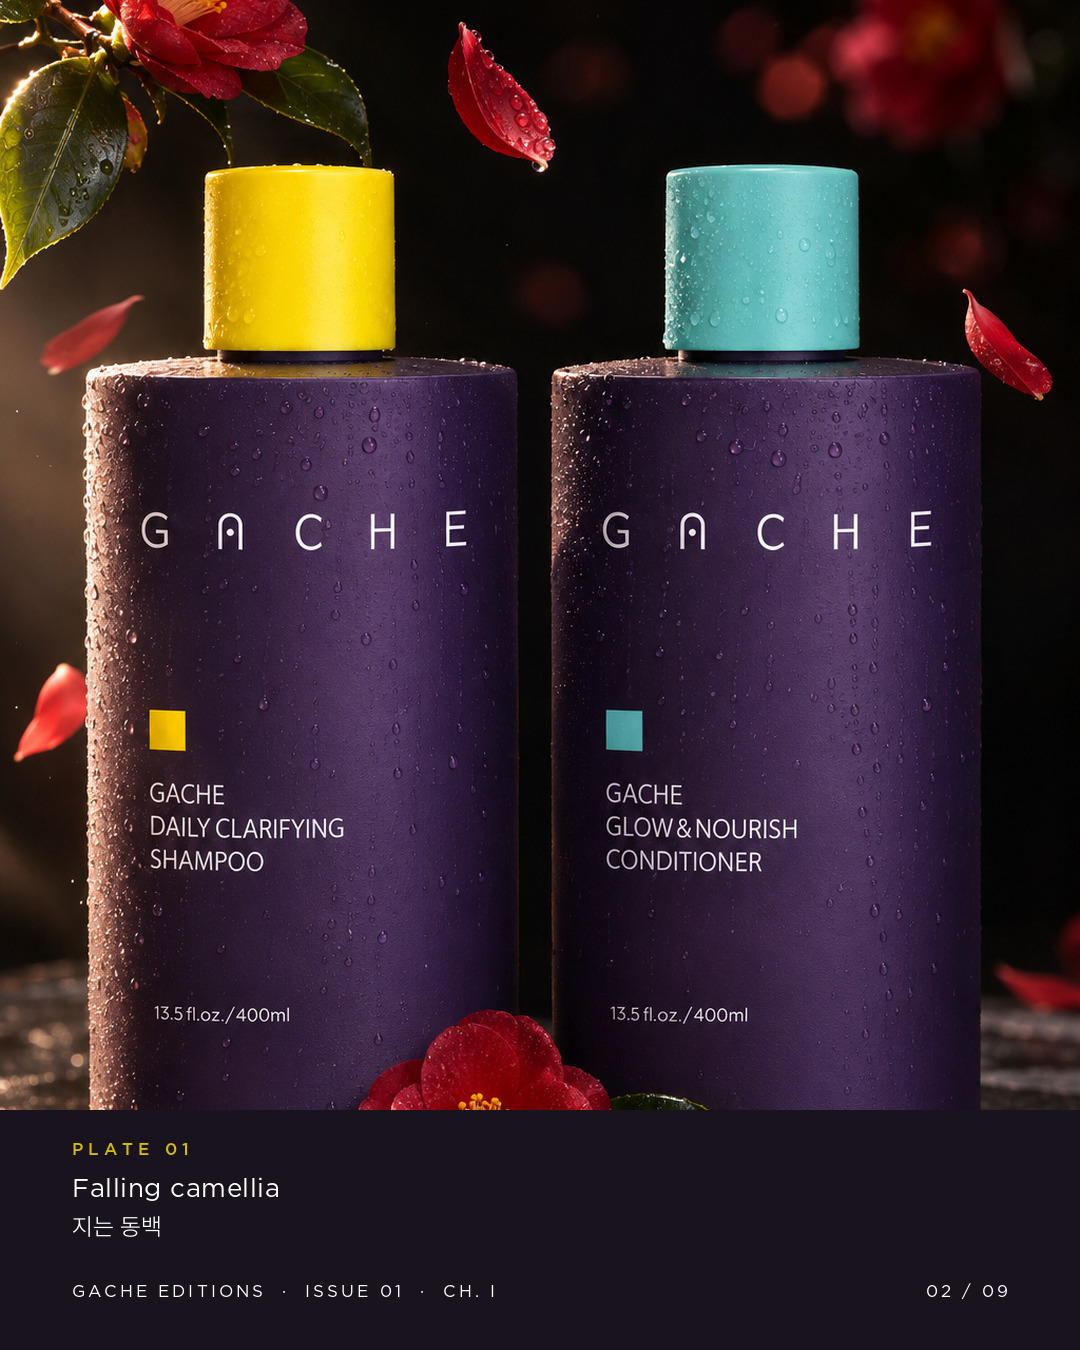 GACHE
GACHE
GACHE
DAILY CLARIFYING
SHAMPOO
13.5 fl.oz./400ml
GACHE
GLOW & NOURISH
CONDITIONER
13.5 fl.oz./400ml
PLATE 01
Falling camellia
지는 동백
GACHE EDITIONS · ISSUE 01 · CH. I
02 / 09